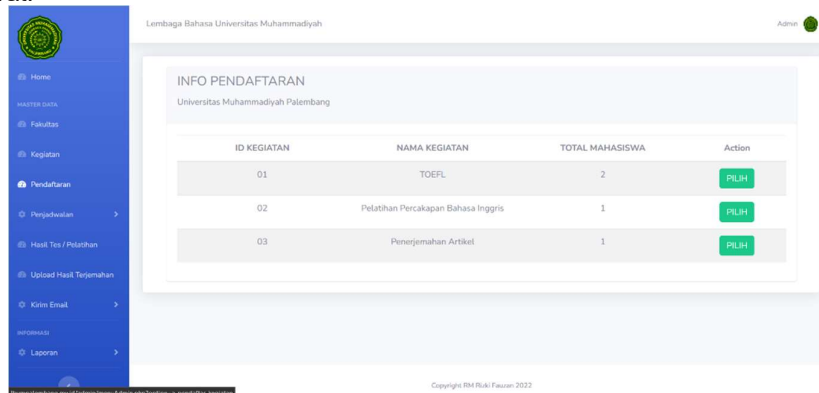 Lembaga Bahasa Universitas Muhammadiyah
Admin
Home
MASTER DATA
Fakultas
Kegiatan
Pendaftaran
Penjadwalan
Hasil Tes / Pelatihan
Upload Hasil Terjemahan
Kirim Email
INFORMASI
Laporan
INFO PENDAFTARAN
Universitas Muhammadiyah Palembang
ID KEGIATAN NAMA KEGIATAN TOTAL MAHASISWA Action
01 TOEFL 2 PILIH
02 Pelatihan Percakapan Bahasa Inggris 1 PILIH
03 Penerjemahan Artikel 1 PILIH
Copyright RM Rizki Fauzan 2022